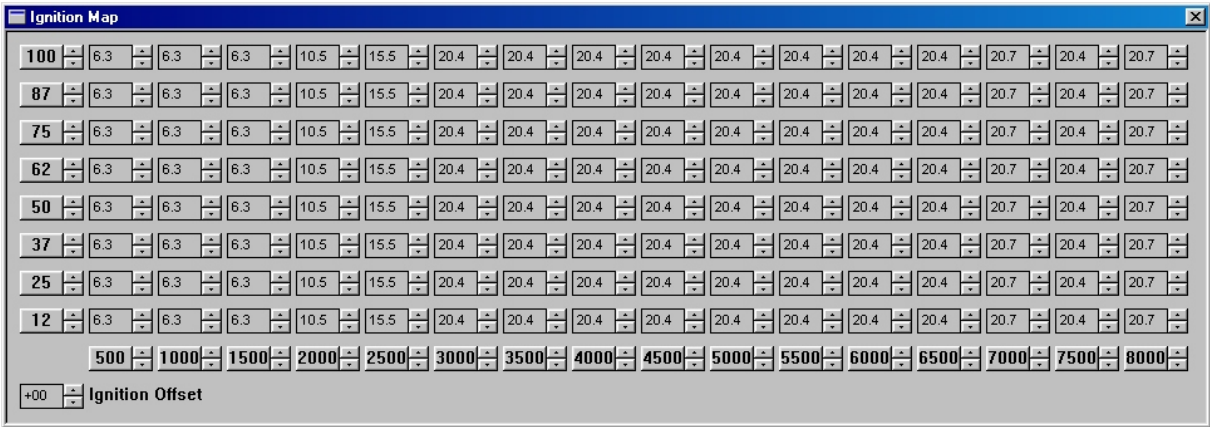 Ignition Map
100 6.3 6.3 6.3 10.5 15.5 20.4 20.4 20.4 20.4 20.4 20.4 20.4 20.4 20.7 20.4 20.7
87 6.3 6.3 6.3 10.5 15.5 20.4 20.4 20.4 20.4 20.4 20.4 20.4 20.4 20.7 20.4 20.7
75 6.3 6.3 6.3 10.5 15.5 20.4 20.4 20.4 20.4 20.4 20.4 20.4 20.4 20.7 20.4 20.7
62 6.3 6.3 6.3 10.5 15.5 20.4 20.4 20.4 20.4 20.4 20.4 20.4 20.4 20.7 20.4 20.7
50 6.3 6.3 6.3 10.5 15.5 20.4 20.4 20.4 20.4 20.4 20.4 20.4 20.4 20.7 20.4 20.7
37 6.3 6.3 6.3 10.5 15.5 20.4 20.4 20.4 20.4 20.4 20.4 20.4 20.4 20.7 20.4 20.7
25 6.3 6.3 6.3 10.5 15.5 20.4 20.4 20.4 20.4 20.4 20.4 20.4 20.4 20.7 20.4 20.7
12 6.3 6.3 6.3 10.5 15.5 20.4 20.4 20.4 20.4 20.4 20.4 20.4 20.4 20.7 20.4 20.7
500 1000 1500 2000 2500 3000 3500 4000 4500 5000 5500 6000 6500 7000 7500 8000
+00 Ignition Offset